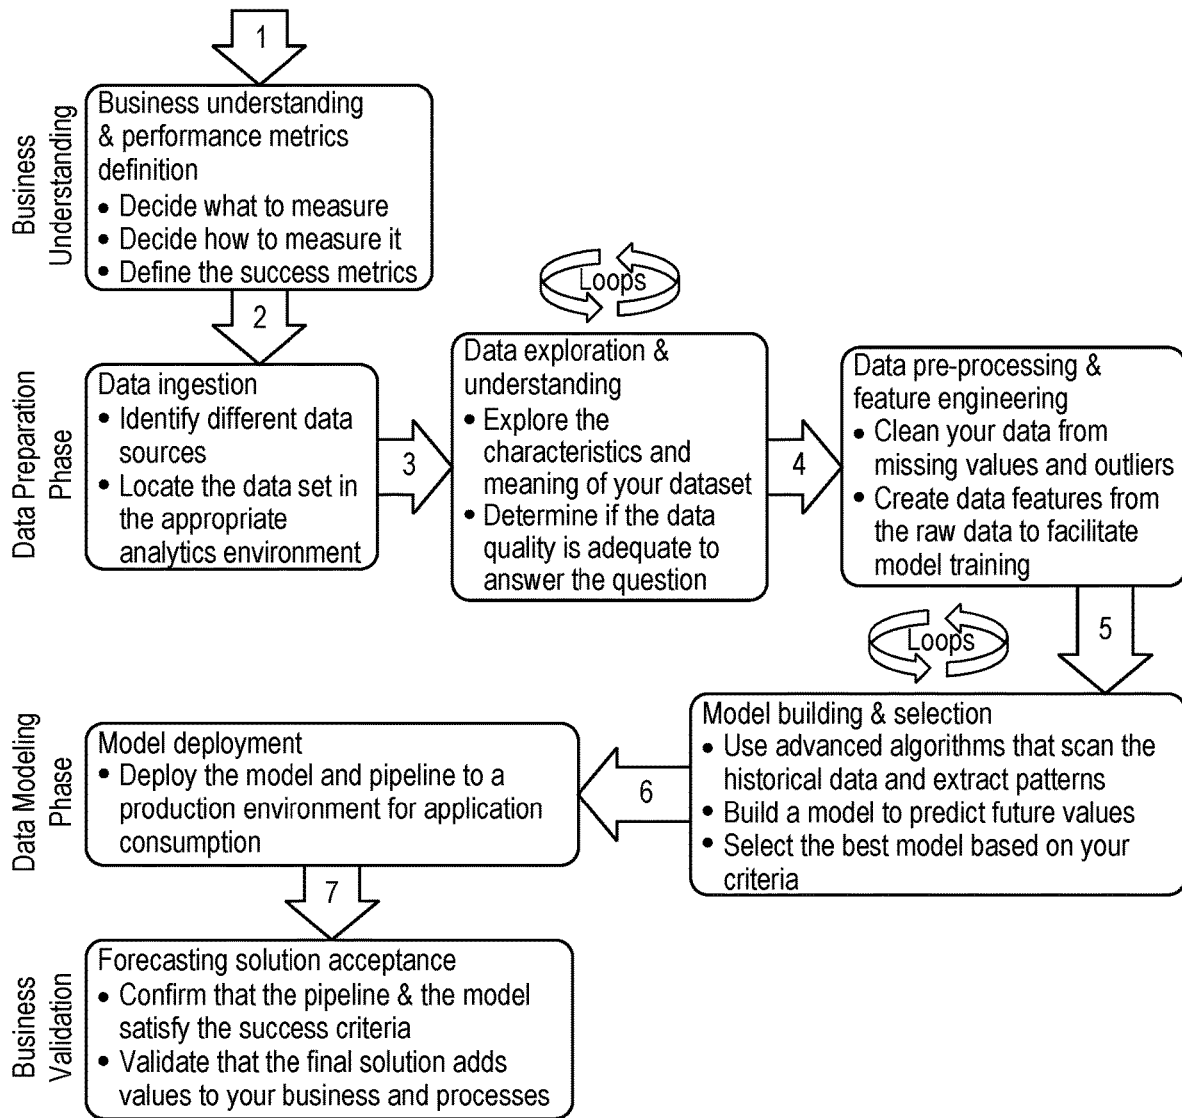 1
Business
Understanding
Business understanding
& performance metrics
definition
• Decide what to measure
• Decide how to measure it
• Define the success metrics
2
Loops
Data Preparation
Phase
Data ingestion
• Identify different data
sources
• Locate the data set in
the appropriate
analytics environment
3
Data exploration &
understanding
• Explore the
characteristics and
meaning of your dataset
• Determine if the data
quality is adequate to
answer the question
4
Data pre-processing &
feature engineering
• Clean your data from
missing values and outliers
• Create data features from
the raw data to facilitate
model training
5
Loops
Data Modeling
Phase
Model building & selection
• Use advanced algorithms that scan the
historical data and extract patterns
• Build a model to predict future values
• Select the best model based on your
criteria
6
Model deployment
• Deploy the model and pipeline to a
production environment for application
consumption
7
Business
Validation
Forecasting solution acceptance
• Confirm that the pipeline & the model
satisfy the success criteria
• Validate that the final solution adds
values to your business and processes